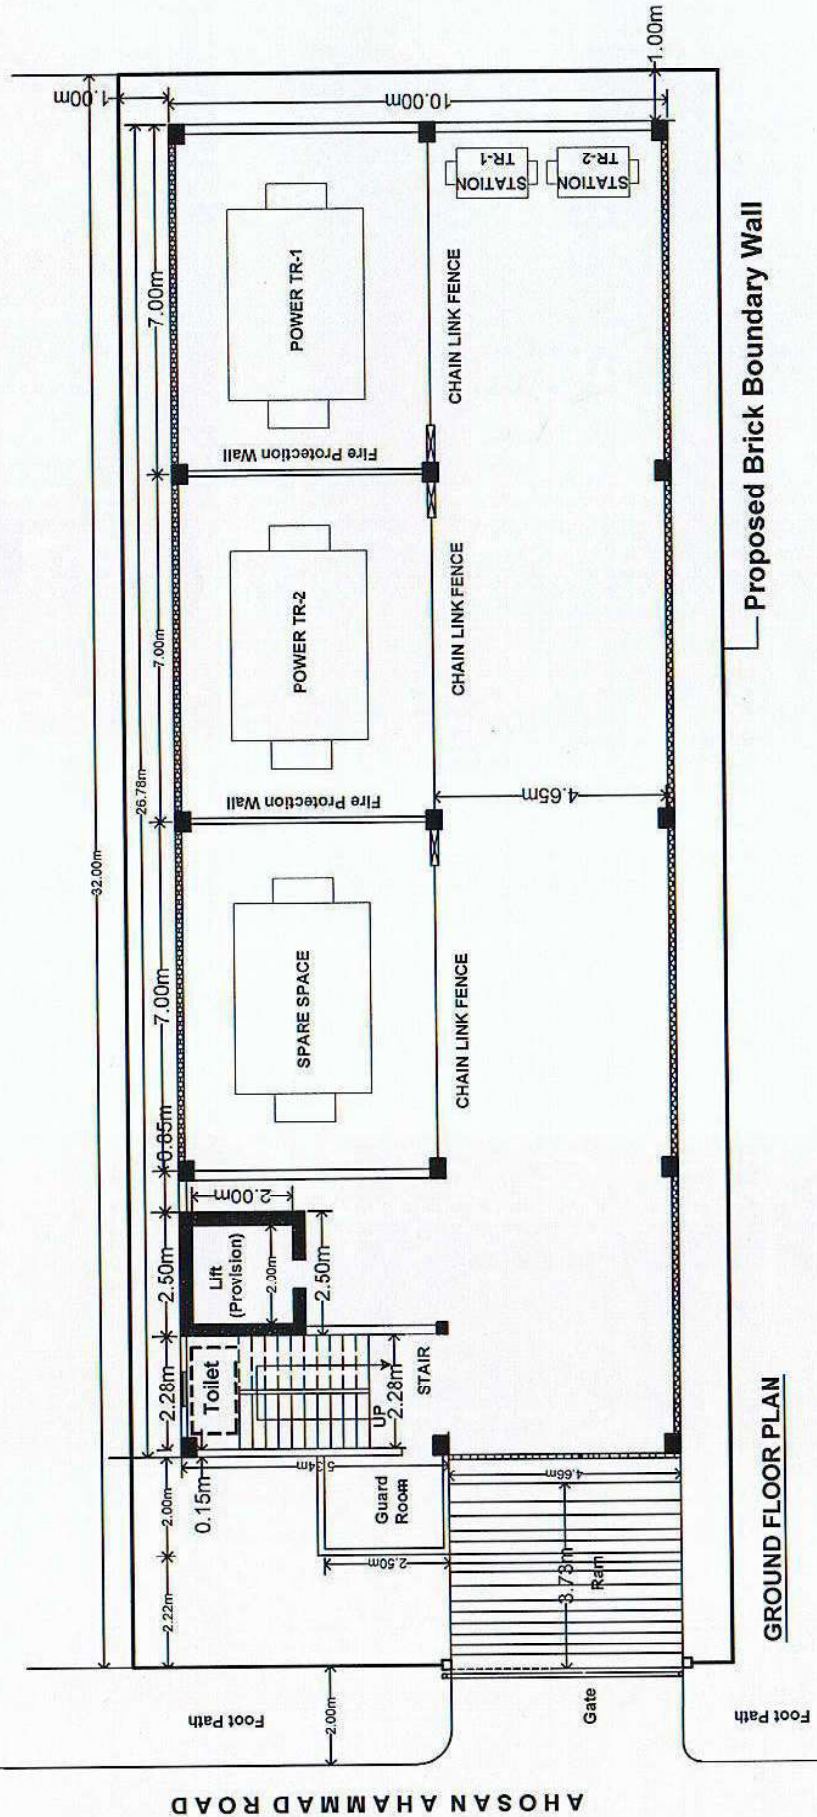 1.00m
32.00m
1.00m
10.00m
26.78m
7.00m
POWER TR-1
STATION
TR-1
STATION
TR-2
CHAIN LINK FENCE
Fire Protection Wall
7.00m
POWER TR-2
CHAIN LINK FENCE
Fire Protection Wall
4.65m
7.00m
SPARE SPACE
CHAIN LINK FENCE
0.85m
2.00m
2.50m
Lift
(Provision)
2.00m
2.50m
2.28m
Toilet
UP
2.28m
STAIR
0.15m
5.34m
4.66m
2.00m
Guard
Room
2.50m
3.73m
Ram
2.22m
2.00m
Foot Path
Gate
Foot Path
Proposed Brick Boundary Wall
GROUND FLOOR PLAN
AHOSAN AHAMMAD ROAD